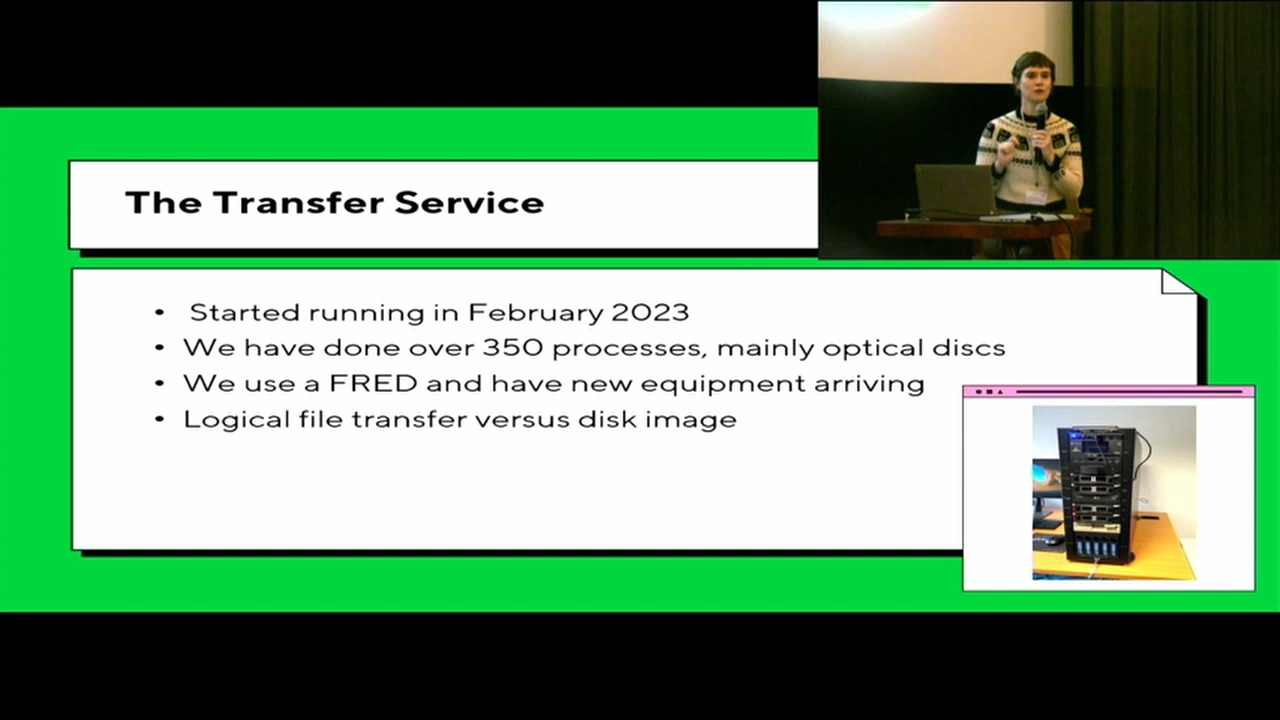 The Transfer Service
• Started running in February 2023
• We have done over 350 processes, mainly optical discs
• We use a FRED and have new equipment arriving
• Logical file transfer versus disk image